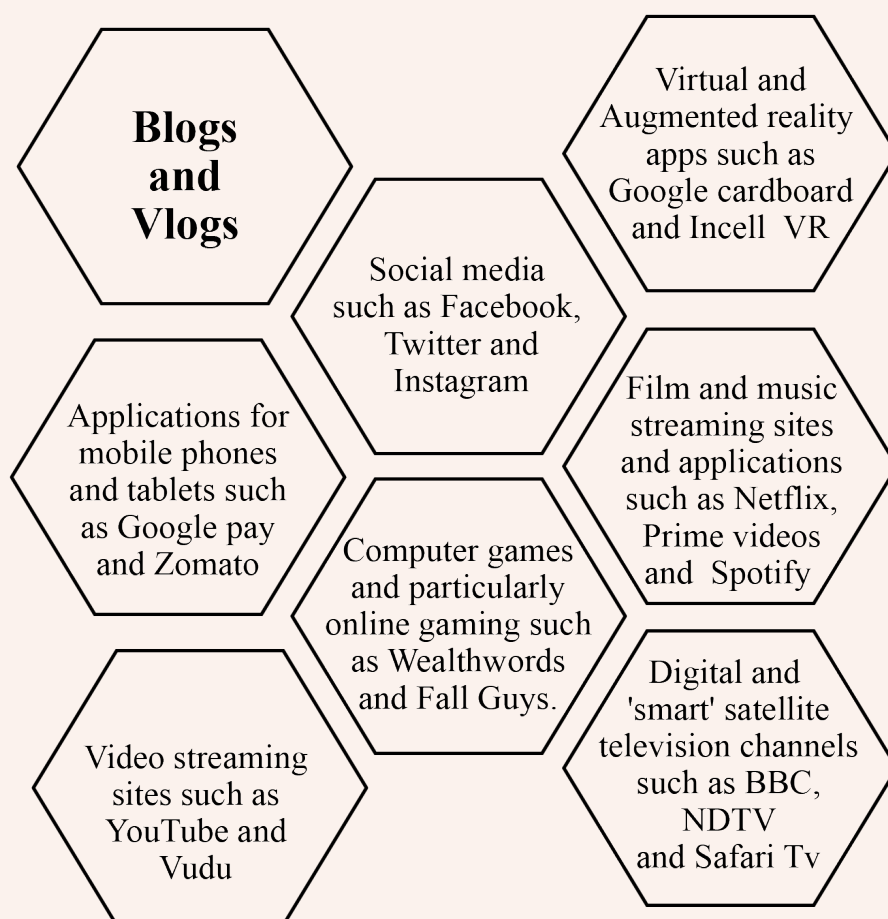 Blogs
and
Vlogs
Virtual and
Augmented reality
apps such as
Google cardboard
and Incell VR
Social media
such as Facebook,
Twitter and
Instagram
Applications for
mobile phones
and tablets such
as Google pay
and Zomato
Film and music
streaming sites
and applications
such as Netflix,
Prime videos
and Spotify
Computer games
and particularly
online gaming such
as Wealthwords
and Fall Guys.
Video streaming
sites such as
YouTube and
Vudu
Digital and
'smart' satellite
television channels
such as BBC,
NDTV
and Safari Tv